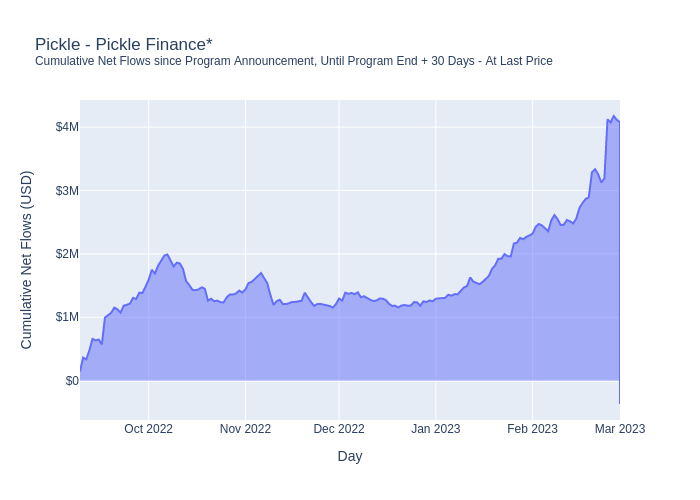 Pickle - Pickle Finance*
Cumulative Net Flows since Program Announcement, Until Program End + 30 Days - At Last Price
Cumulative Net Flows (USD)
$4M
$3M
$2M
$1M
$0
Oct 2022
Nov 2022
Dec 2022
Jan 2023
Feb 2023
Mar 2023
Day